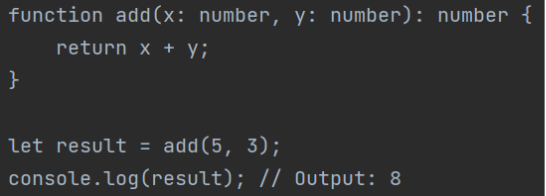 function add(x: number, y: number): number {
    return x + y;
}

let result = add(5, 3);
console.log(result); // Output: 8